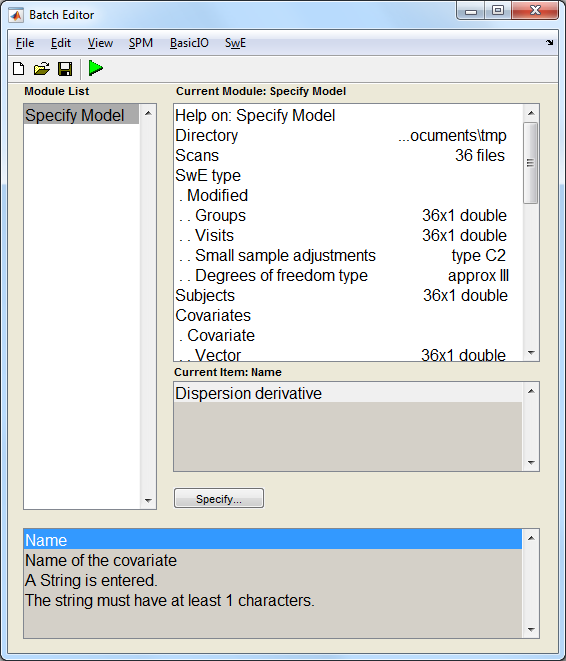 Batch Editor
File Edit View SPM BasicIO SwE
Module List
Current Module: Specify Model
Specify Model
Help on: Specify Model
Directory ...ocuments\tmp
Scans 36 files
SwE type
. Modified
. . Groups 36x1 double
. . Visits 36x1 double
. . Small sample adjustments type C2
. . Degrees of freedom type approx III
Subjects 36x1 double
Covariates
. Covariate
. . Vector 36x1 double
Current Item: Name
Dispersion derivative
Specify...
Name
Name of the covariate
A String is entered.
The string must have at least 1 characters.